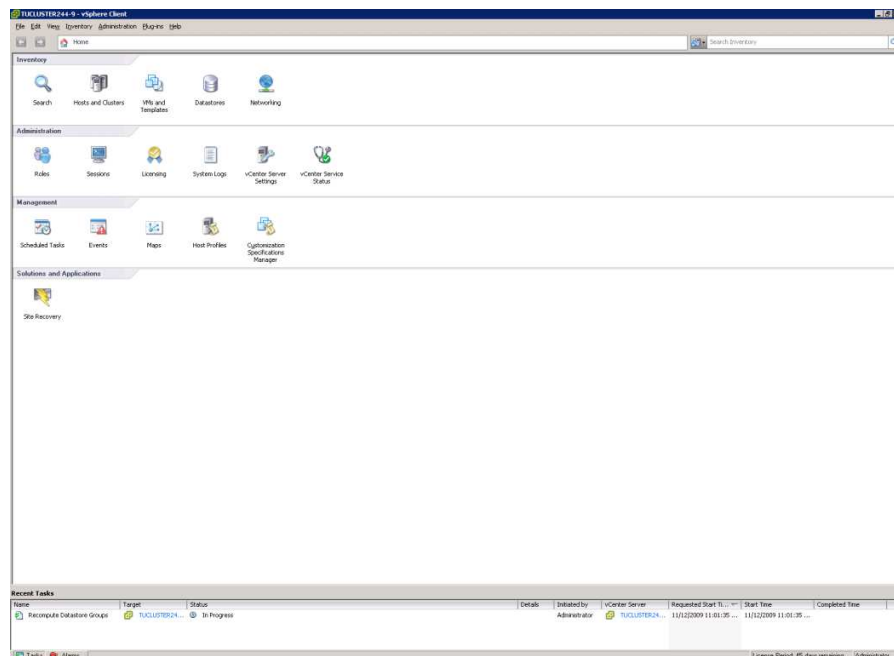 TUCLUSTER244-9 - vSphere Client
File Edit View Inventory Administration Plug-ins Help
Home
Search Inventory
Inventory
Search
Hosts and Clusters
VMs and
Templates
Datastores
Networking
Administration
Roles
Sessions
Licensing
System Logs
vCenter Server
Settings
vCenter Service
Status
Management
Scheduled Tasks
Events
Maps
Host Profiles
Customization
Specifications
Manager
Solutions and Applications
Site Recovery
Recent Tasks
Name Target Status Details Initiated by vCenter Server Requested Start Ti... Start Time Completed Time
Recompute Datastore Groups TUCLUSTER24... In Progress Administrator TUCLUSTER24... 11/12/2009 11:01:35 ... 11/12/2009 11:01:35 ...
Tasks Alarms License Period: days remaining Administrator